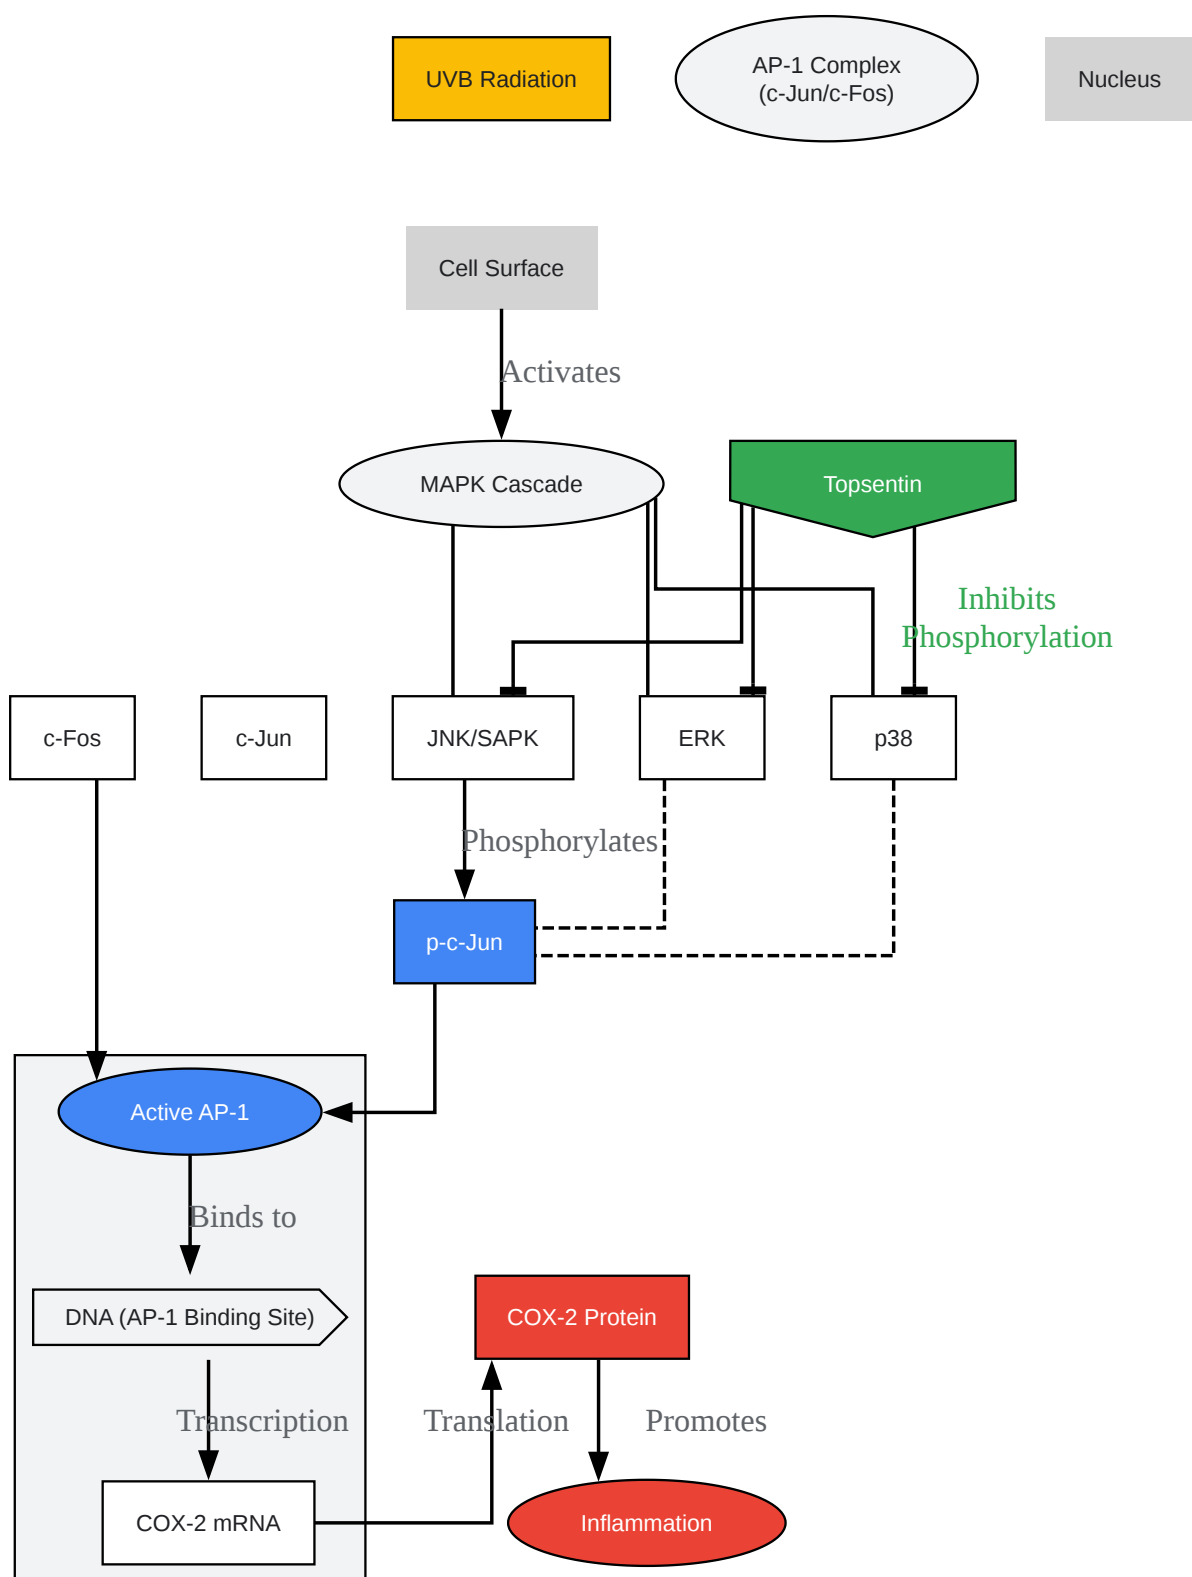 UVB Radiation
AP-1 Complex
(c-Jun/c-Fos)
Nucleus
Cell Surface
Activates
MAPK Cascade
Topsentin
Inhibits
Phosphorylation
c-Fos
c-Jun
JNK/SAPK
ERK
p38
Phosphorylates
p-c-Jun
Active AP-1
Binds to
DNA (AP-1 Binding Site)
COX-2 Protein
Transcription
Translation
Promotes
COX-2 mRNA
Inflammation